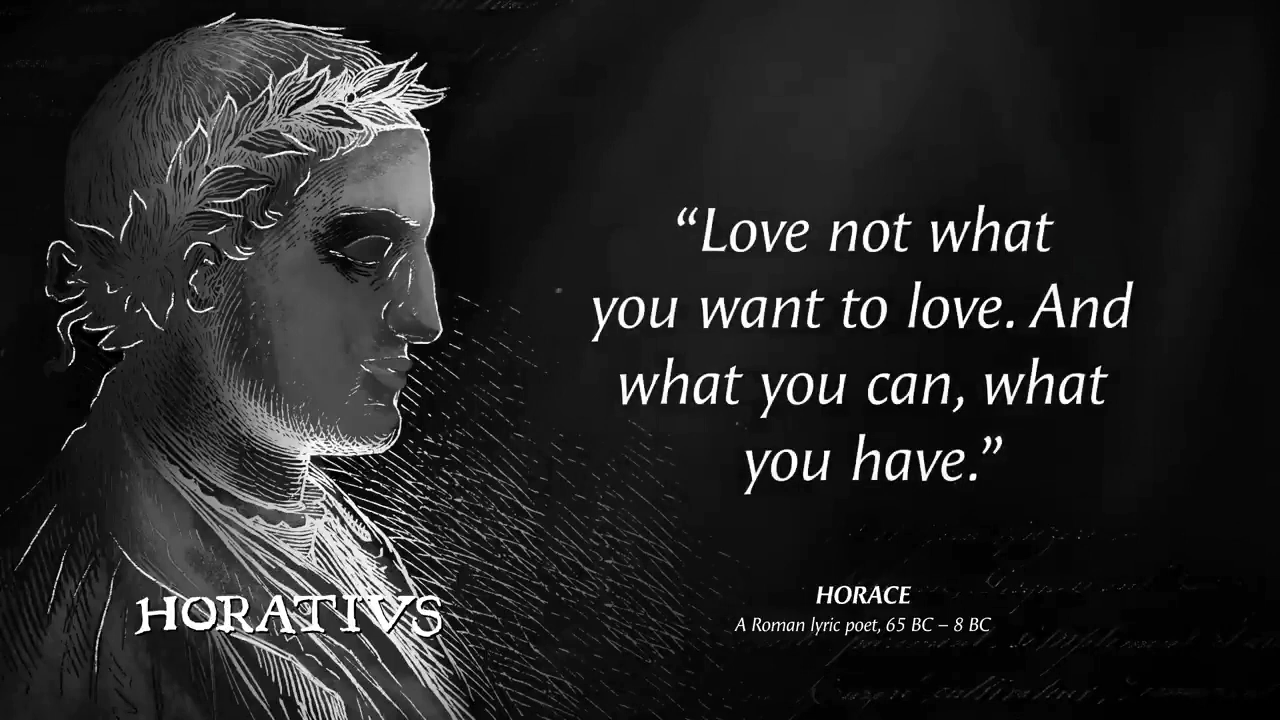 “Love not what
you want to love. And
what you can, what
you have.”
HORATIVS
HORACE
A Roman lyric poet, 65 BC – 8 BC